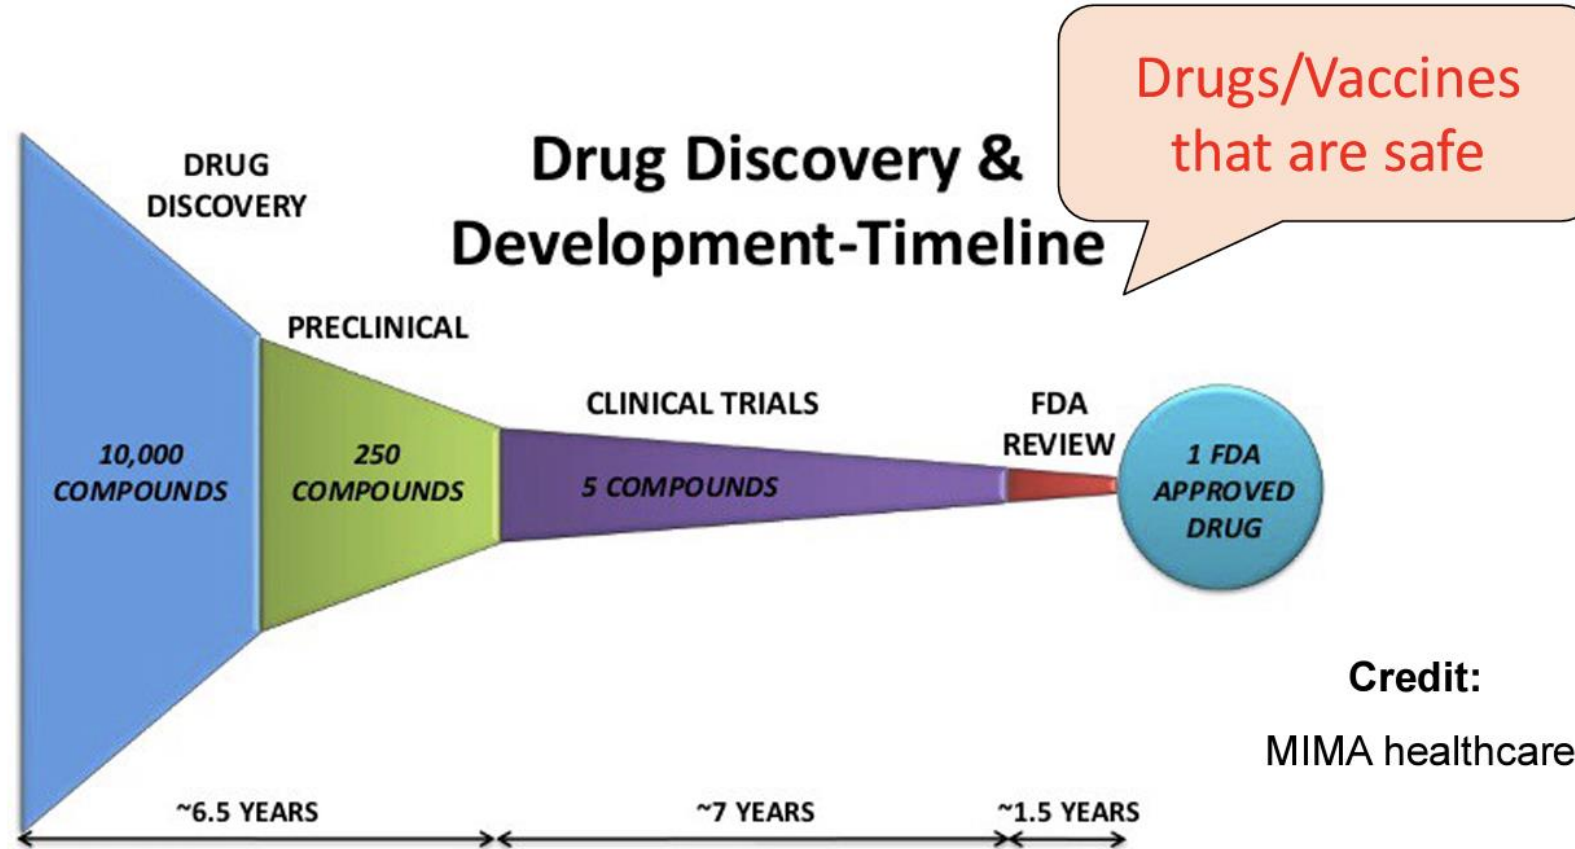 Drugs/Vaccines
that are safe
Drug Discovery &
Development-Timeline
DRUG
DISCOVERY
PRECLINICAL
CLINICAL TRIALS
FDA
REVIEW
10,000
COMPOUNDS
250
COMPOUNDS
5 COMPOUNDS
1 FDA
APPROVED
DRUG
Credit:
MIMA healthcare
~6.5 YEARS
~7 YEARS
~1.5 YEARS